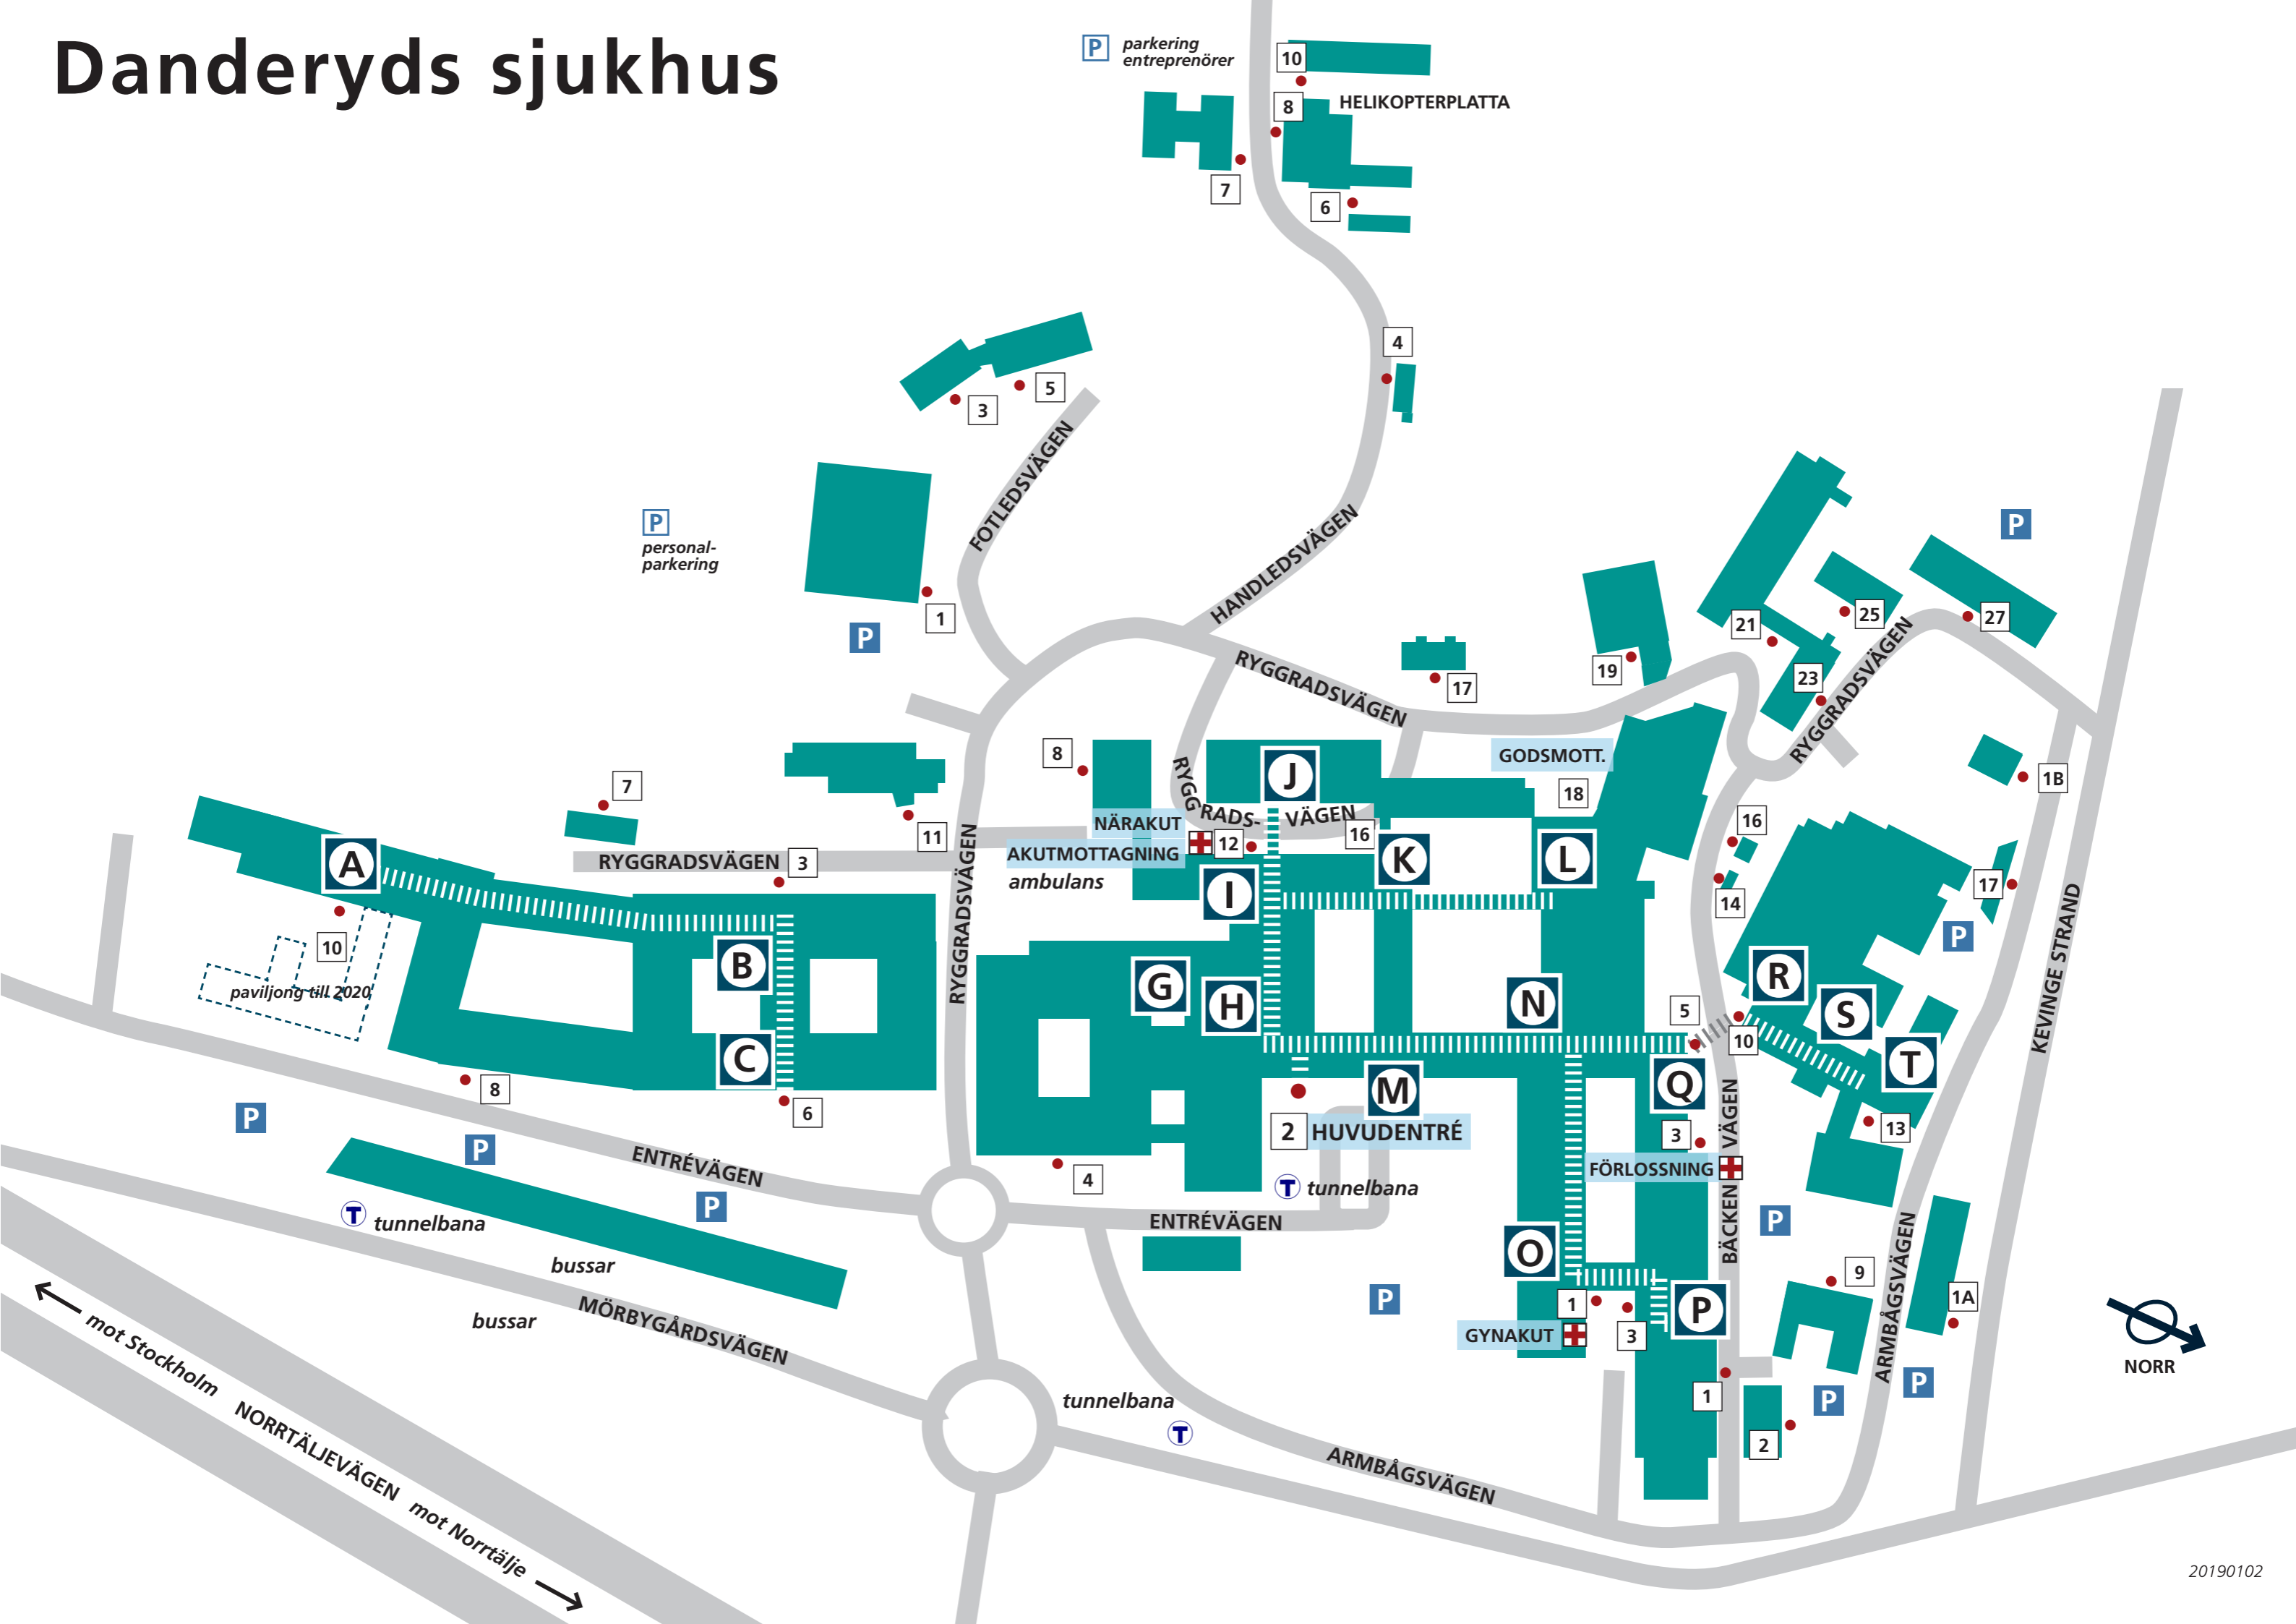 Danderyds sjukhus
P parkering
entreprenörer
10
8 HELIKOPTERPLATTA
7
6
4
5
3
FOTLEDSVÄGEN
P
personal-
parkering
1
P
HANDLEDSVÄGEN
P
27
25
21
23
19
17
RYGGRADSVÄGEN
RYGGRADSVÄGEN
GODSMOTT.
18
8
J
RYGGRADS-
VÄGEN
1B
7
11
NÄRAKUT
AKUTMOTTAGNING
12
16
ambulans
RYGGRADSVÄGEN
3
RYGGRADSVÄGEN
A
I
K
L
16
14
17
P
KEVINGE STRAND
10
paviljong till 2020
B
C
G
H
N
5
10
R
S
T
Q
M
2 HUVUDENTRÉ
3
13
FÖRLOSSNING
BÄCKEN
VÄGEN
P
8
6
P
P
P
ENTRÉVÄGEN
4
T tunnelbana
ENTRÉVÄGEN
T tunnelbana
bussar
bussar
MÖRBYGÅRDSVÄGEN
O
P
P
1
3
GYNAKUT
1
2
9
1A
P
P
ARMBÅGSVÄGEN
NORR
mot Stockholm
NORRTÄLJEVÄGEN
mot Norrtälje
tunnelbana
T
ARMBÅGSVÄGEN
20190102